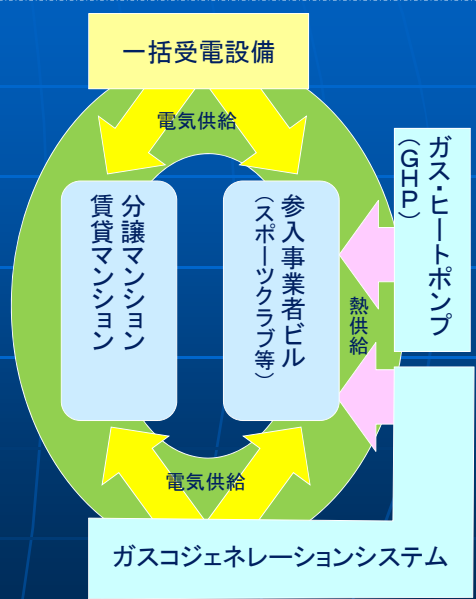 一括受電設備
電気供給
分譲マンション
賃貸マンション
参入事業者ビル
（スポーツクラブ等）
ガス・ヒートポンプ
（GHP）
熱供給
電気供給
ガスコジェネレーションシステム